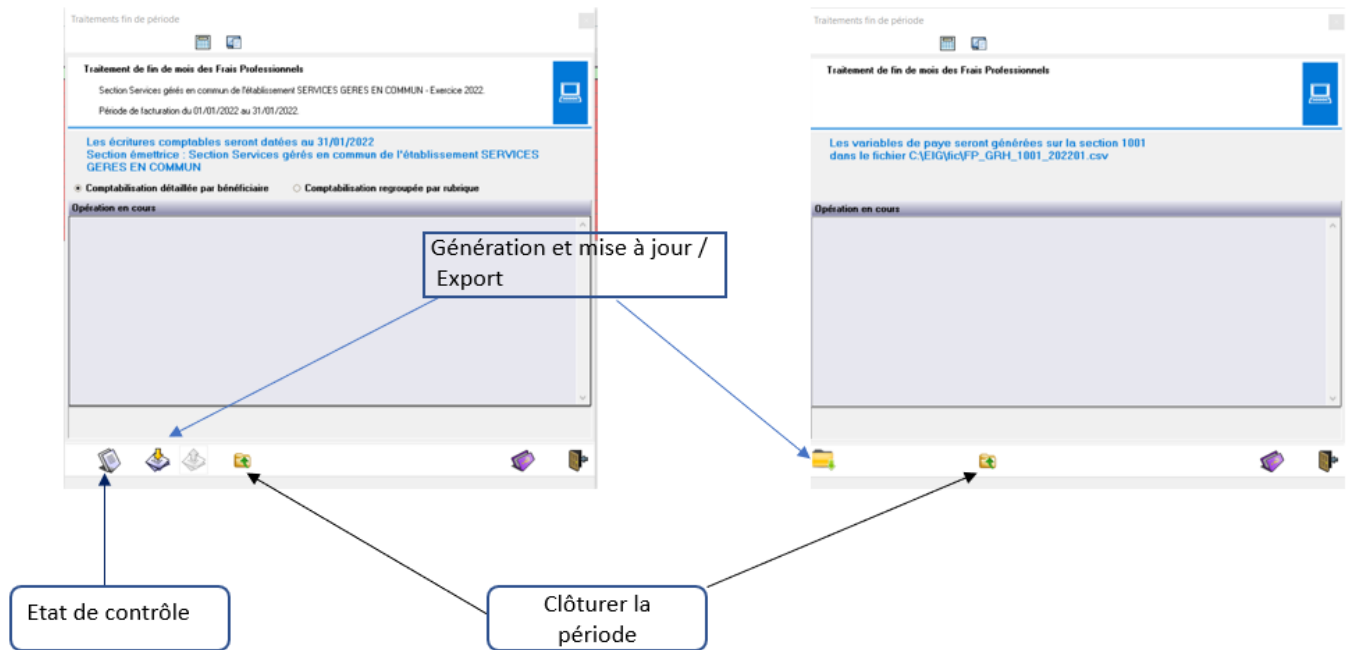 Traitements fin de période
Traitement de fin de mois des Frais Professionnels
Section Services gérés en commun de l'établissement SERVICES GERES EN COMMUN - Exercice 2022.
Période de facturation du 01/01/2022 au 31/01/2022.
Les écritures comptables seront datées au 31/01/2022
Section émettrice : Section Services gérés en commun de l'établissement SERVICES
GERES EN COMMUN
Comptabilisation détaillée par bénéficiaire
Comptabilisation regroupée par rubrique
Opération en cours
Traitements fin de période
Traitement de fin de mois des Frais Professionnels
Les variables de paye seront générées sur la section 1001
dans le fichier C:\EIG\fic\FP_GRH_1001_202201.csv
Opération en cours
Génération et mise à jour /
Export
Etat de contrôle
Clôturer la
période